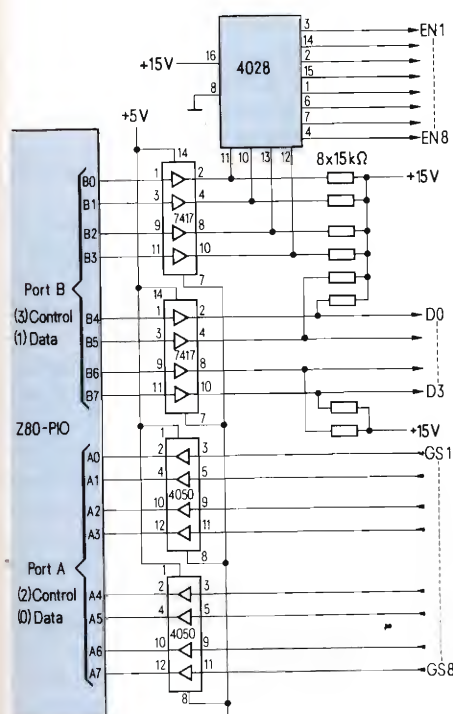 3 EN1
14
16 2
+15V 4028 15
8 1
6
7
4 EN8
+5V 11 10 13 12 8x15kΩ
14
B0 1 2 +15V
B1 3 4
7417
B2 9 8
B3 11 10
7
Port B 14
(3)Control B4 1 2 D0
(1) Data B5 3 4
7417
B6 9 8
B7 11 10 D3
7
Z80-PIO 1 +15V
A0 2 3 GS1
A1 4 5
4050
A2 10 9
A3 12 11
8
Port A 1
(2)Control A4 2 3
(0)Data A5 4 5
4050
A6 10 9
A7 12 11 GS8
8